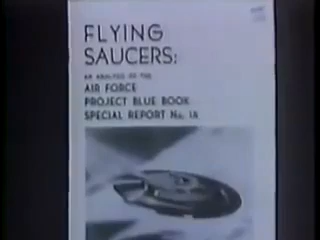 FLYING
SAUCERS:
AN ANALYSIS OF THE
AIR FORCE
PROJECT BLUE BOOK
SPECIAL REPORT No. 14